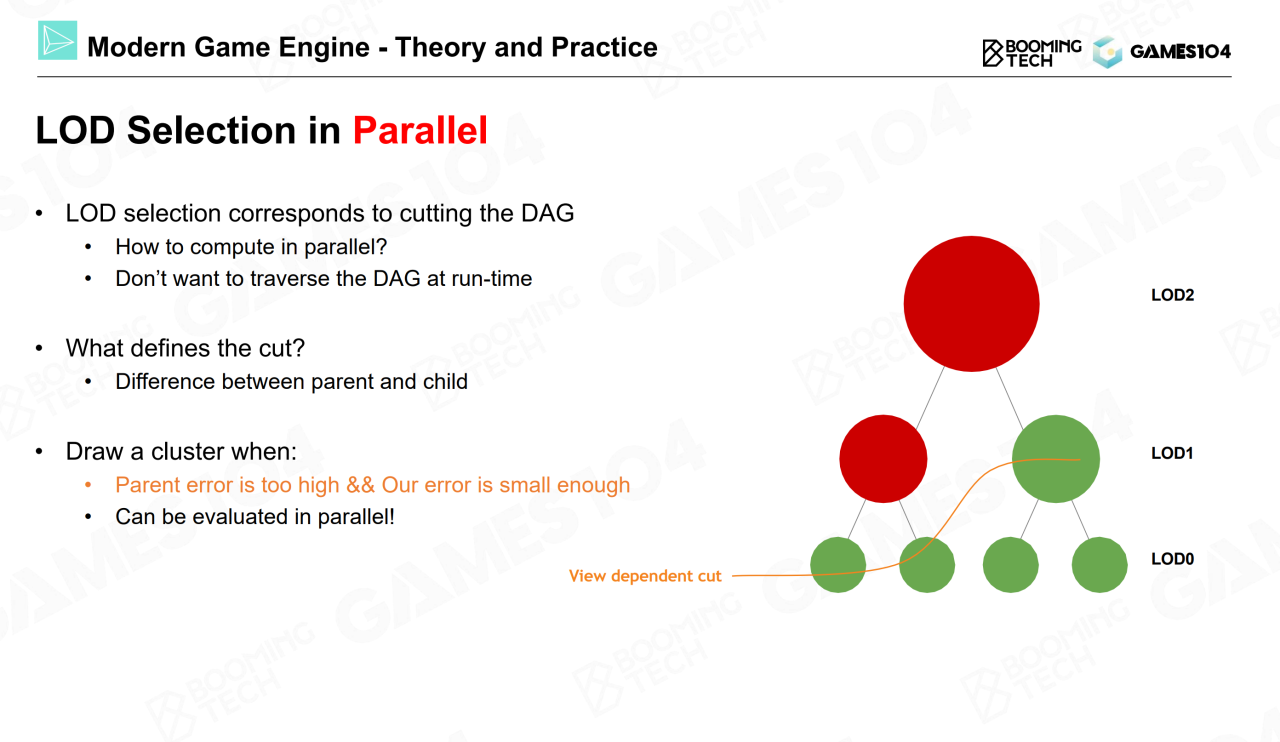 Modern Game Engine - Theory and Practice
BOOMING TECH
GAMES104
LOD Selection in Parallel
• LOD selection corresponds to cutting the DAG
• How to compute in parallel?
• Don’t want to traverse the DAG at run-time
• What defines the cut?
• Difference between parent and child
• Draw a cluster when:
• Parent error is too high && Our error is small enough
• Can be evaluated in parallel!
LOD2
LOD1
LOD0
View dependent cut